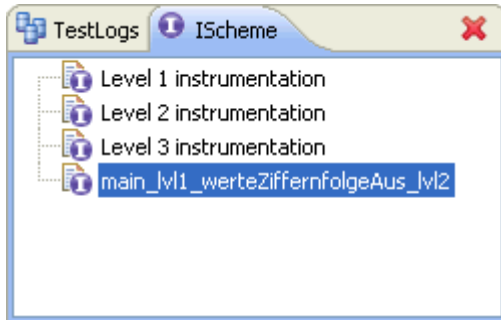 TestLogs IScheme
Level 1 instrumentation
Level 2 instrumentation
Level 3 instrumentation
main_lvl1_werteZiffernfolgeAus_lvl2